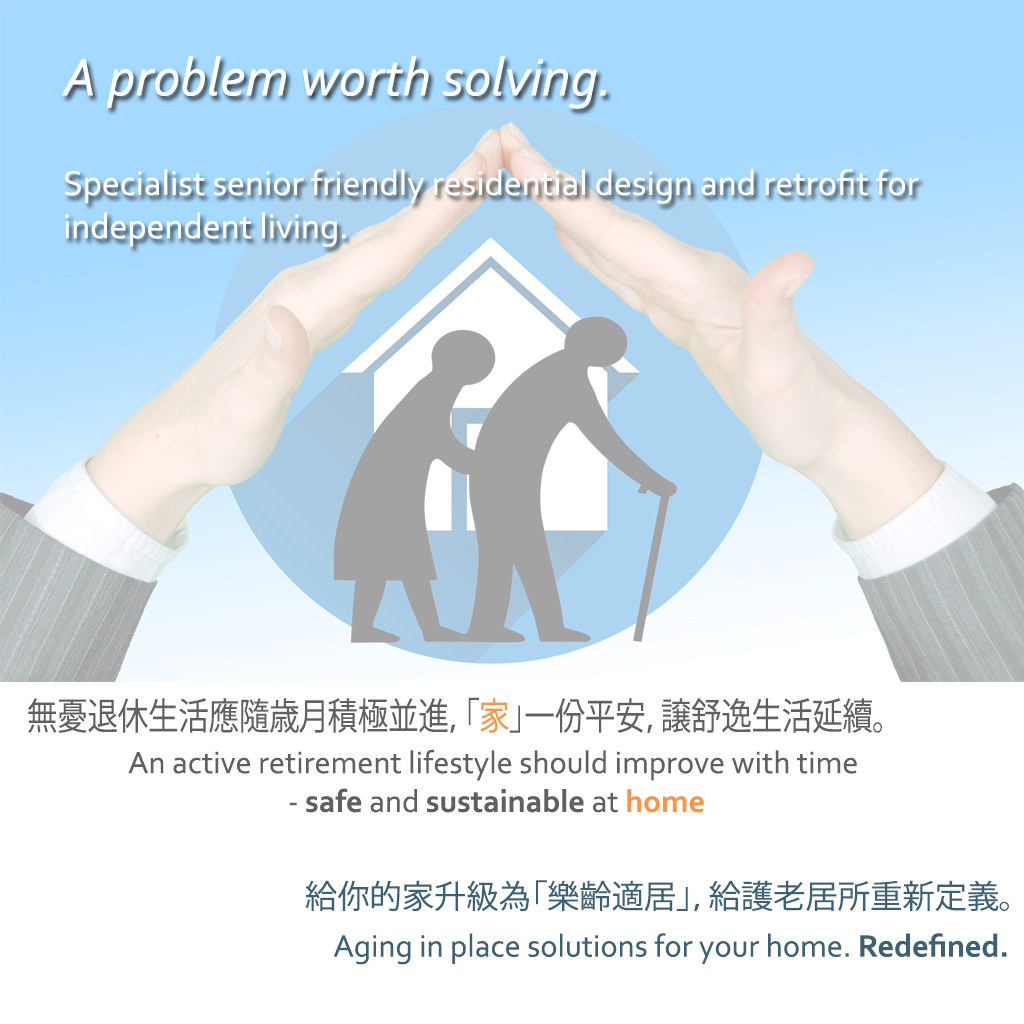 A problem worth solving.
Specialist senior friendly residential design and retrofit for
independent living.
無憂退休生活應隨歲月積極並進,「家」一份平安, 讓舒逸生活延續。
An active retirement lifestyle should improve with time
- safe and sustainable at home
給你的家升級為「樂齡適居」, 給護老居所重新定義。
Aging in place solutions for your home. Redefined.